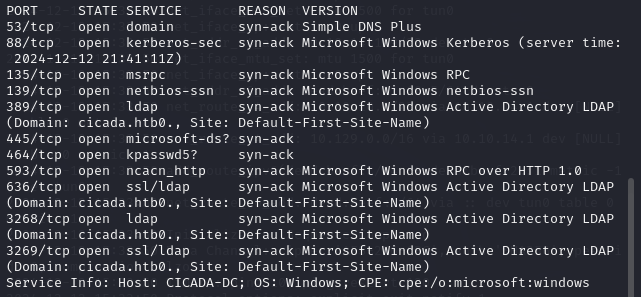 PORT STATE SERVICE REASON VERSION
53/tcp open domain syn-ack Simple DNS Plus
88/tcp open kerberos-sec syn-ack Microsoft Windows Kerberos (server time:
2024-12-12 21:41:11Z)
135/tcp open msrpc syn-ack Microsoft Windows RPC
139/tcp open netbios-ssn syn-ack Microsoft Windows netbios-ssn
389/tcp open ldap syn-ack Microsoft Windows Active Directory LDAP
(Domain: cicada.htb0., Site: Default-First-Site-Name)
445/tcp open microsoft-ds? syn-ack
464/tcp open kpasswd5? syn-ack
593/tcp open ncacn_http syn-ack Microsoft Windows RPC over HTTP 1.0
636/tcp open ssl/ldap syn-ack Microsoft Windows Active Directory LDAP
(Domain: cicada.htb0., Site: Default-First-Site-Name)
3268/tcp open ldap syn-ack Microsoft Windows Active Directory LDAP
(Domain: cicada.htb0., Site: Default-First-Site-Name)
3269/tcp open ssl/ldap syn-ack Microsoft Windows Active Directory LDAP
(Domain: cicada.htb0., Site: Default-First-Site-Name)
Service Info: Host: CICADA-DC; OS: Windows; CPE: cpe:/o:microsoft:windows